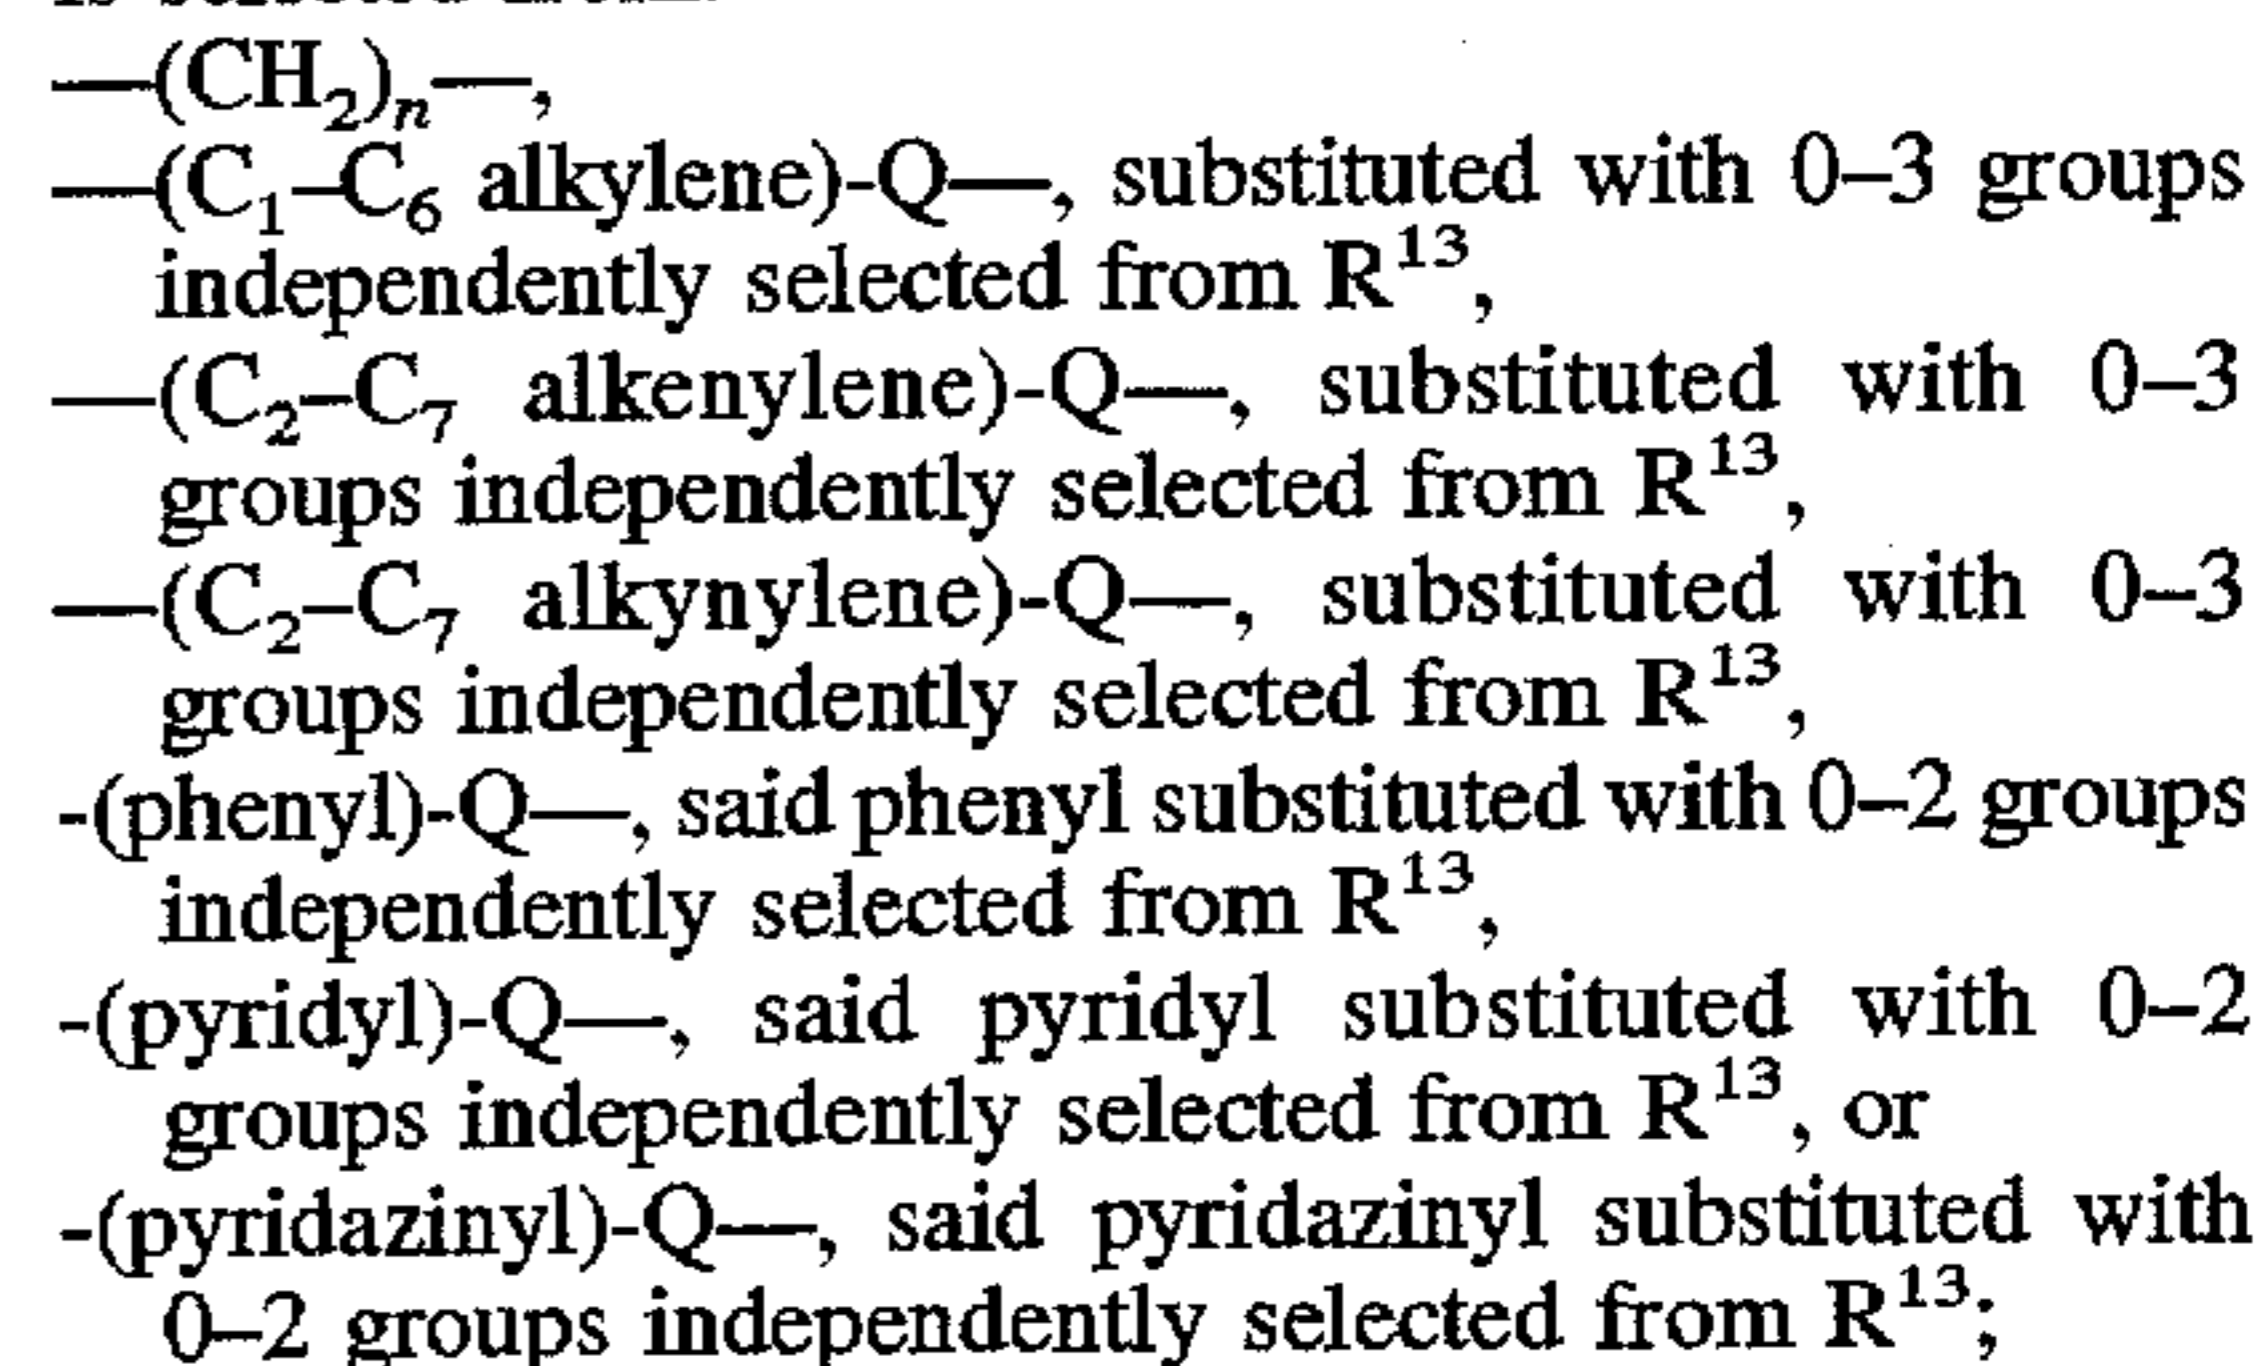 —(CH₂)ₙ—,
—(C₁–C₆ alkylene)-Q—, substituted with 0–3 groups
independently selected from R¹³,
—(C₂–C₇ alkenylene)-Q—, substituted with 0–3
groups independently selected from R¹³,
—(C₂–C₇ alkynylene)-Q—, substituted with 0–3
groups independently selected from R¹³,
-(phenyl)-Q—, said phenyl substituted with 0–2 groups
independently selected from R¹³,
-(pyridyl)-Q—, said pyridyl substituted with 0–2
groups independently selected from R¹³, or
-(pyridazinyl)-Q—, said pyridazinyl substituted with
0–2 groups independently selected from R¹³;